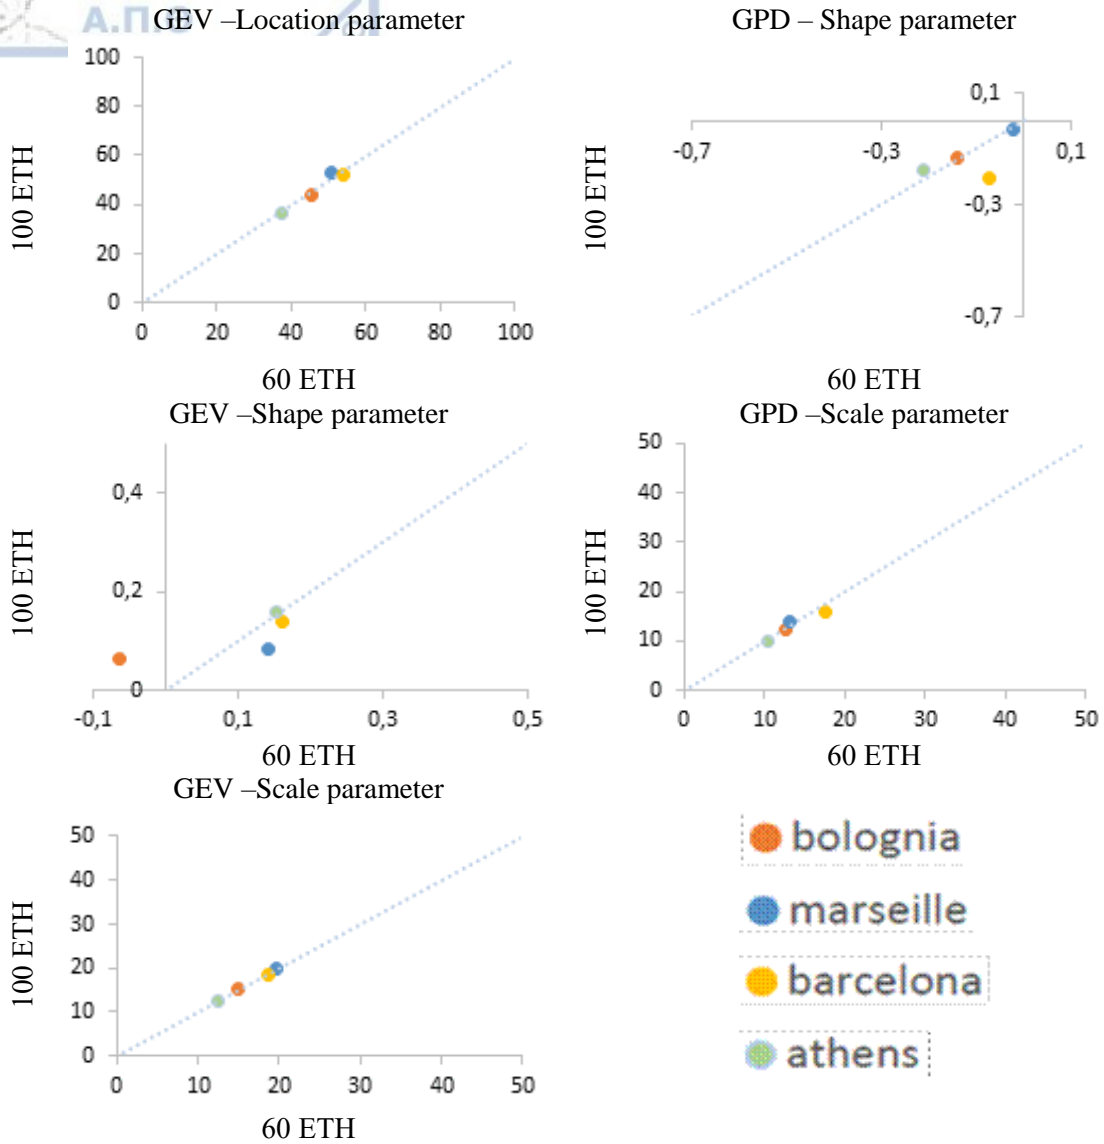 А.Π.Θ
GEV –Location parameter
100 ETH
100
80
60
40
20
0
0 20 40 60 80 100
60 ETH
GPD – Shape parameter
100 ETH
0,1
-0,7 -0,3 0,1
-0,3
-0,7
60 ETH
GEV –Shape parameter
100 ETH
0,4
0,2
0
-0,1 0,1 0,3 0,5
60 ETH
GPD –Scale parameter
100 ETH
50
40
30
20
10
0
0 10 20 30 40 50
60 ETH
GEV –Scale parameter
100 ETH
50
40
30
20
10
0
0 10 20 30 40 50
60 ETH
bolognia
marseille
barcelona
athens